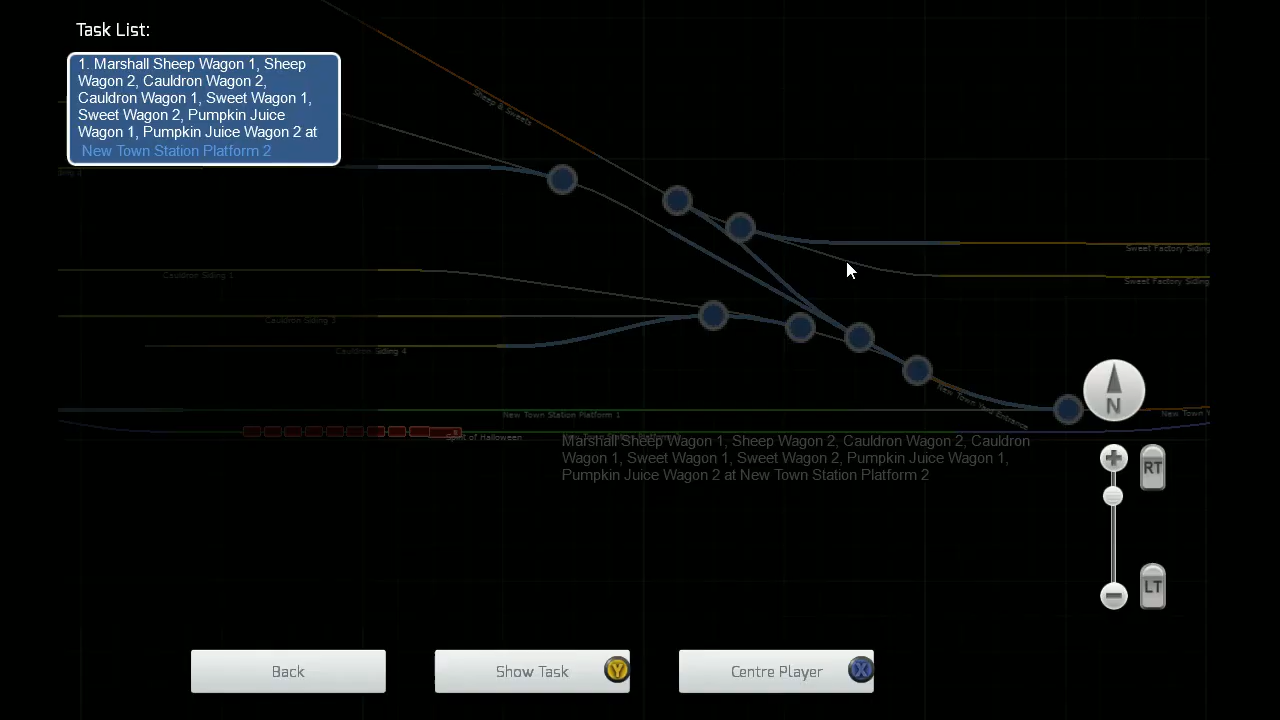 Task List:
1. Marshall Sheep Wagon 1, Sheep
Wagon 2, Cauldron Wagon 2,
Cauldron Wagon 1, Sweet Wagon 1,
Sweet Wagon 2, Pumpkin Juice
Wagon 1, Pumpkin Juice Wagon 2 at
New Town Station Platform 2
Sheep & Sweets
Sweet Factory Siding
Cauldron Siding 1
Sweet Factory Siding
Cauldron Siding 3
Cauldron Siding 4
New Town Yard Entrance
N
New Town Station Platform 1
New Town Y
Spirit of Halloween
Marshall Sheep Wagon 1, Sheep Wagon 2, Cauldron Wagon 2, Cauldron
Wagon 1, Sweet Wagon 1, Sweet Wagon 2, Pumpkin Juice Wagon 1,
Pumpkin Juice Wagon 2 at New Town Station Platform 2
RT
LT
Back
Show Task
Y
Centre Player
X